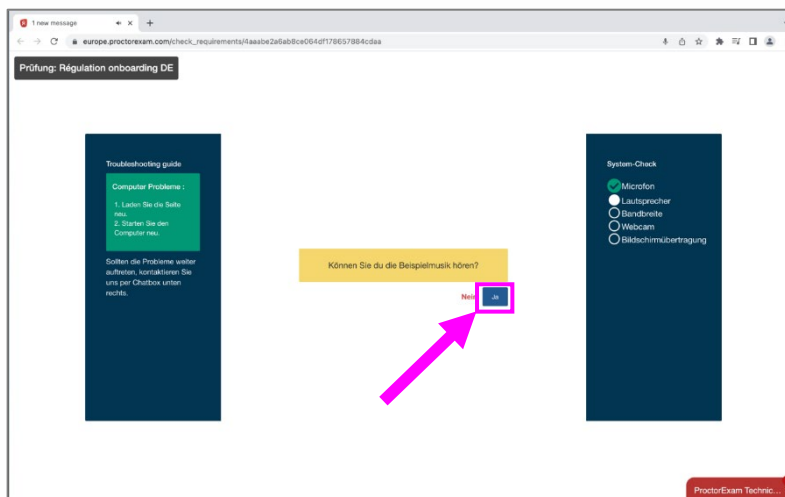 1 new message
europe.proctorexam.com/check_requirements/4aaabe2a6ab8ce064df178657884cdaa
Prüfung: Régulation onboarding DE
Troubleshooting guide
Computer Probleme :
1. Laden Sie die Seite
neu.
2. Starten Sie den
Computer neu.
Sollten die Probleme weiter
auftreten, kontaktieren Sie
uns per Chatbox unten
rechts.
Können Sie du die Beispielmusik hören?
Nein
Ja
System-Check
Microfon
Lautsprecher
Bandbreite
Webcam
Bildschirmübertragung
ProctorExam Technic...